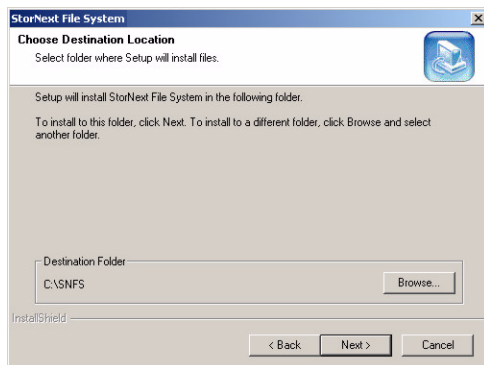 StorNext File System
Choose Destination Location
Select folder where Setup will install files.
Setup will install StorNext File System in the following folder.
To install to this folder, click Next. To install to a different folder, click Browse and select
another folder.
Destination Folder
C:\SNFS
Browse...
InstallShield
< Back
Next >
Cancel